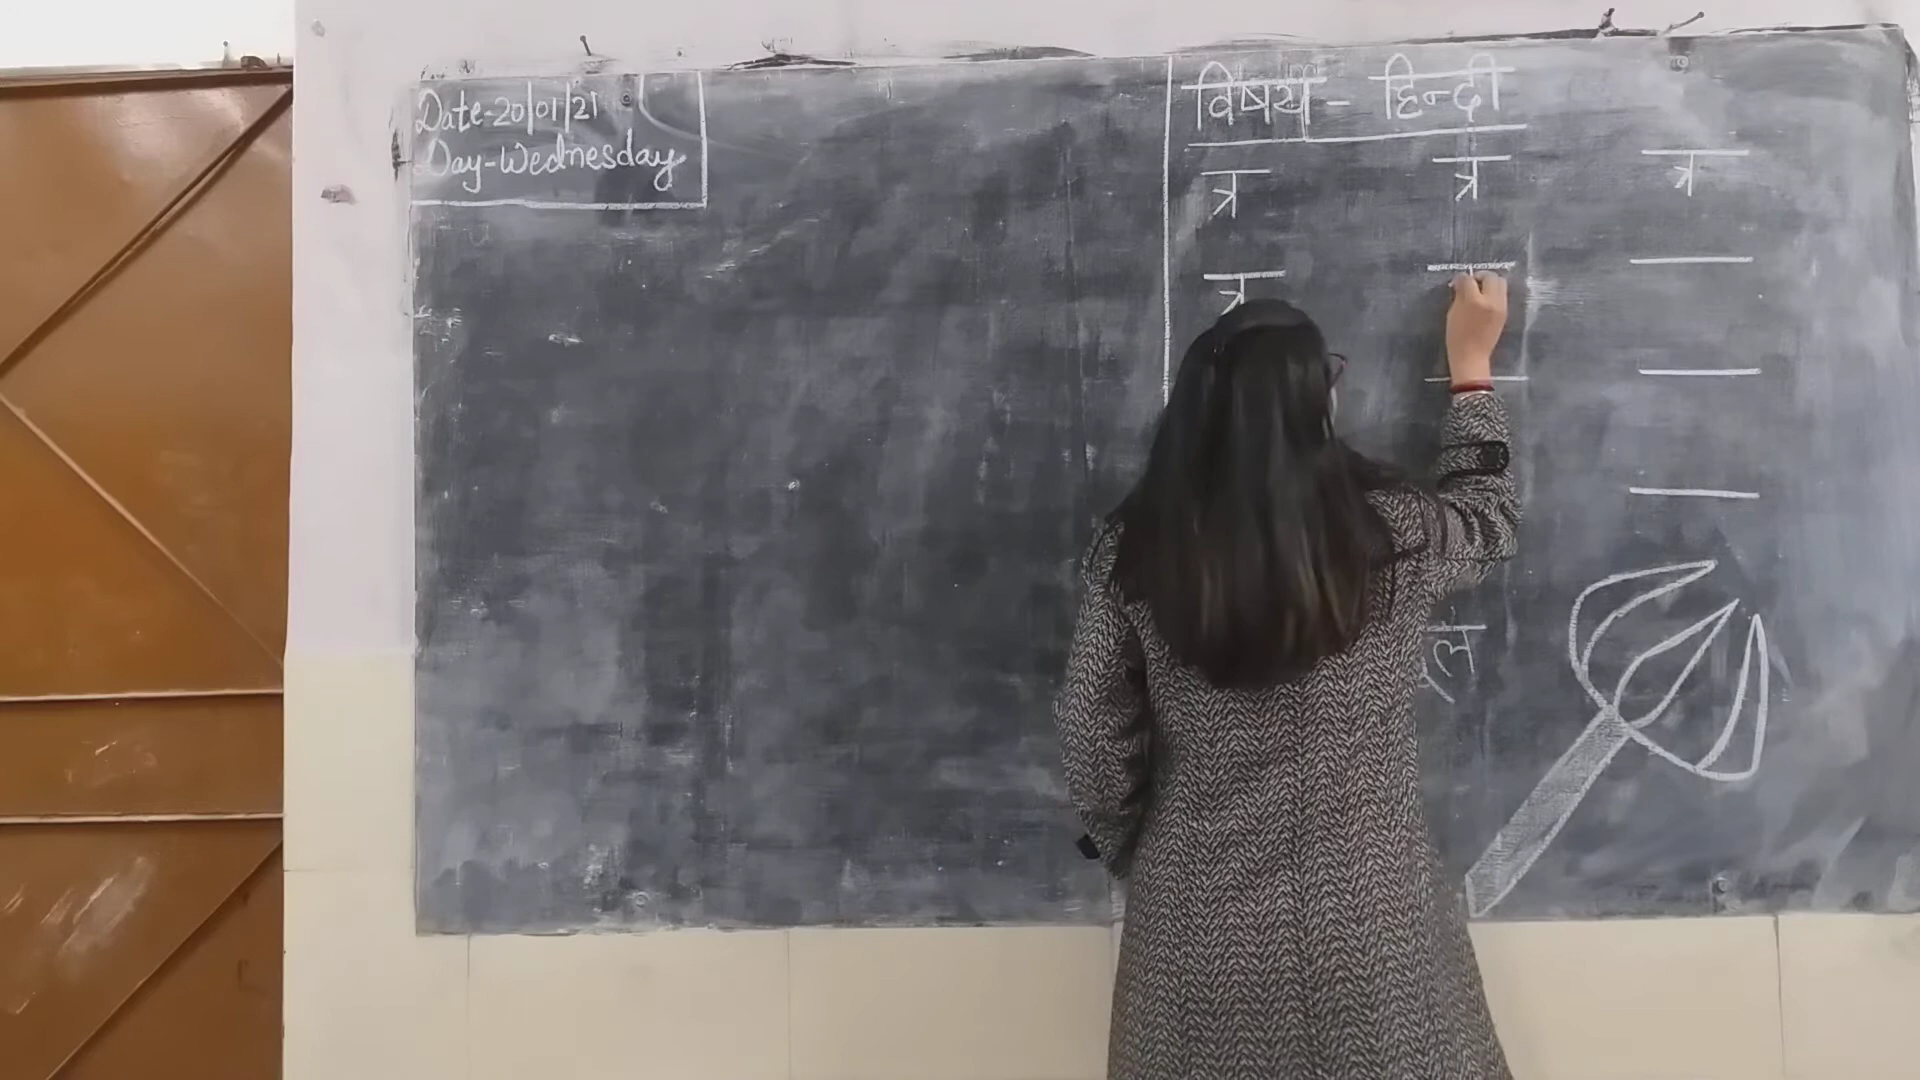 Date-20/01/21
Day-Wednesday
विषय - हिन्दी
त्र त्र त्र
त्र